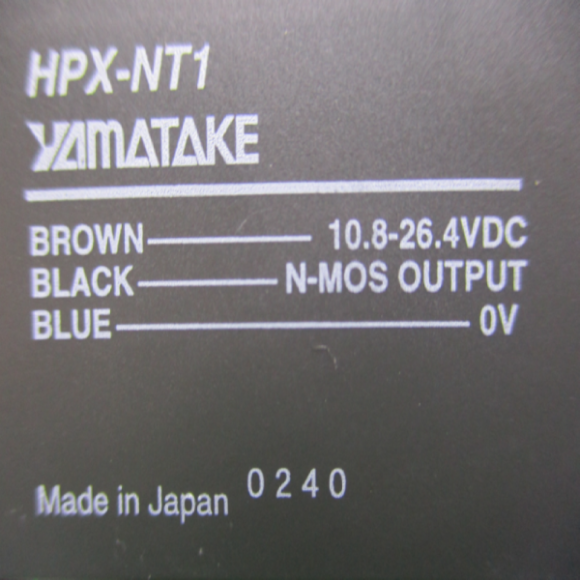 HPX-NT1
YAMATAKE
BROWN 10.8-26.4VDC
BLACK N-MOS OUTPUT
BLUE 0V
Made in Japan 0240